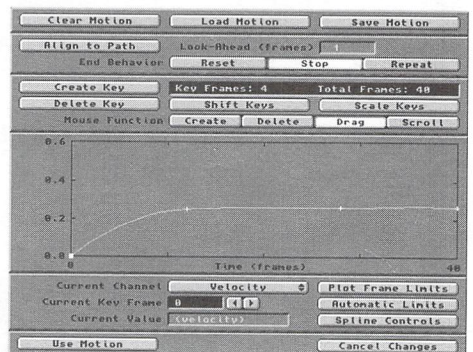 Clear Motion Load Motion Save Motion
Align to Path Look-Ahead (frames) 1
End Behavior Reset Stop Repeat
Create Key Key Frames: 4 Total Frames: 40
Delete Key Shift Keys Scale Keys
Mouse Function Create Delete Drag Scroll
0.6
0.4
0.2
0.0
0 Time (frames) 40
Current Channel Velocity Plot Frame Limits
Current Key Frame 0 Automatic Limits
Current Value (velocity) Spline Controls
Use Motion Cancel Changes